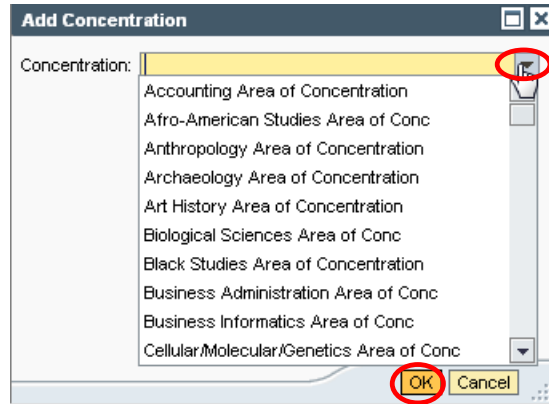 Add Concentration
Concentration:
Accounting Area of Concentration
Afro-American Studies Area of Conc
Anthropology Area of Concentration
Archaeology Area of Concentration
Art History Area of Concentration
Biological Sciences Area of Conc
Black Studies Area of Concentration
Business Administration Area of Conc
Business Informatics Area of Conc
Cellular/Molecular/Genetics Area of Conc
OK Cancel